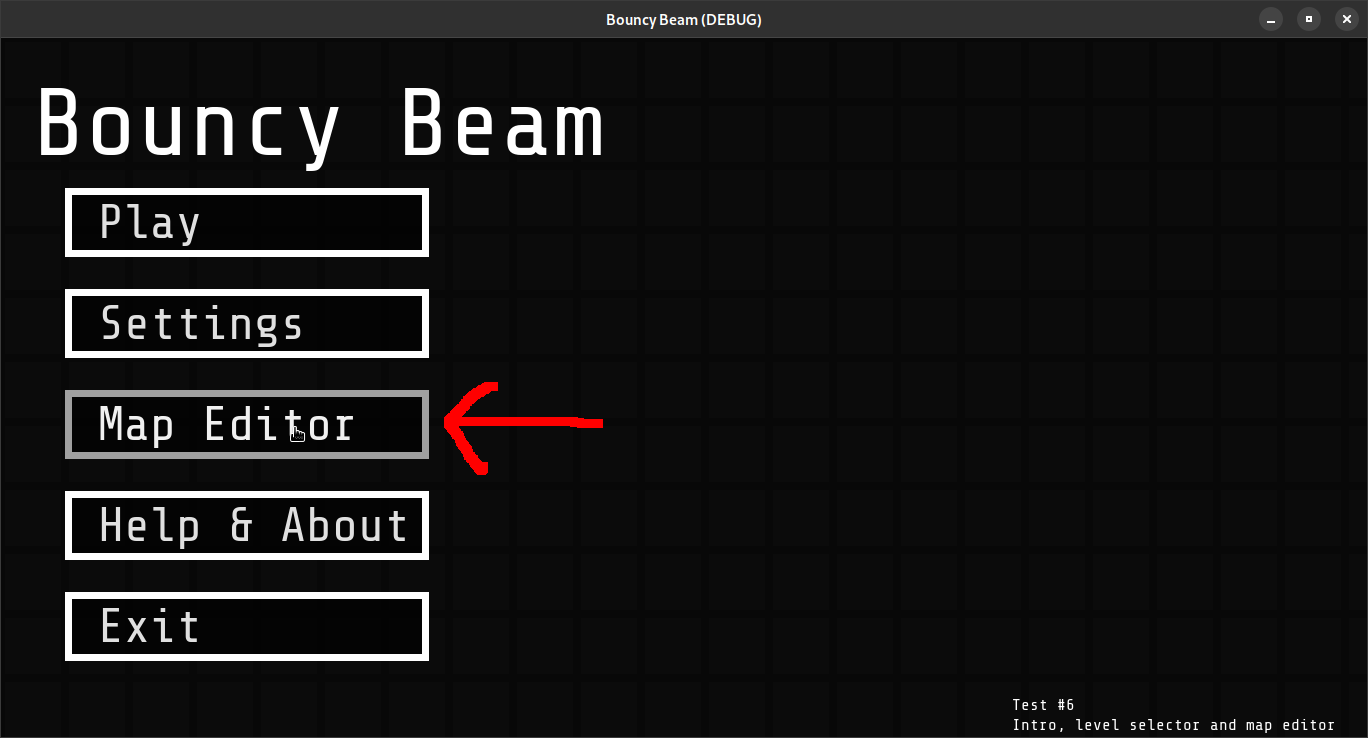 Bouncy Beam (DEBUG)
Bouncy Beam
Play
Settings
Map Editor
Help & About
Exit
Test #6
Intro, level selector and map editor